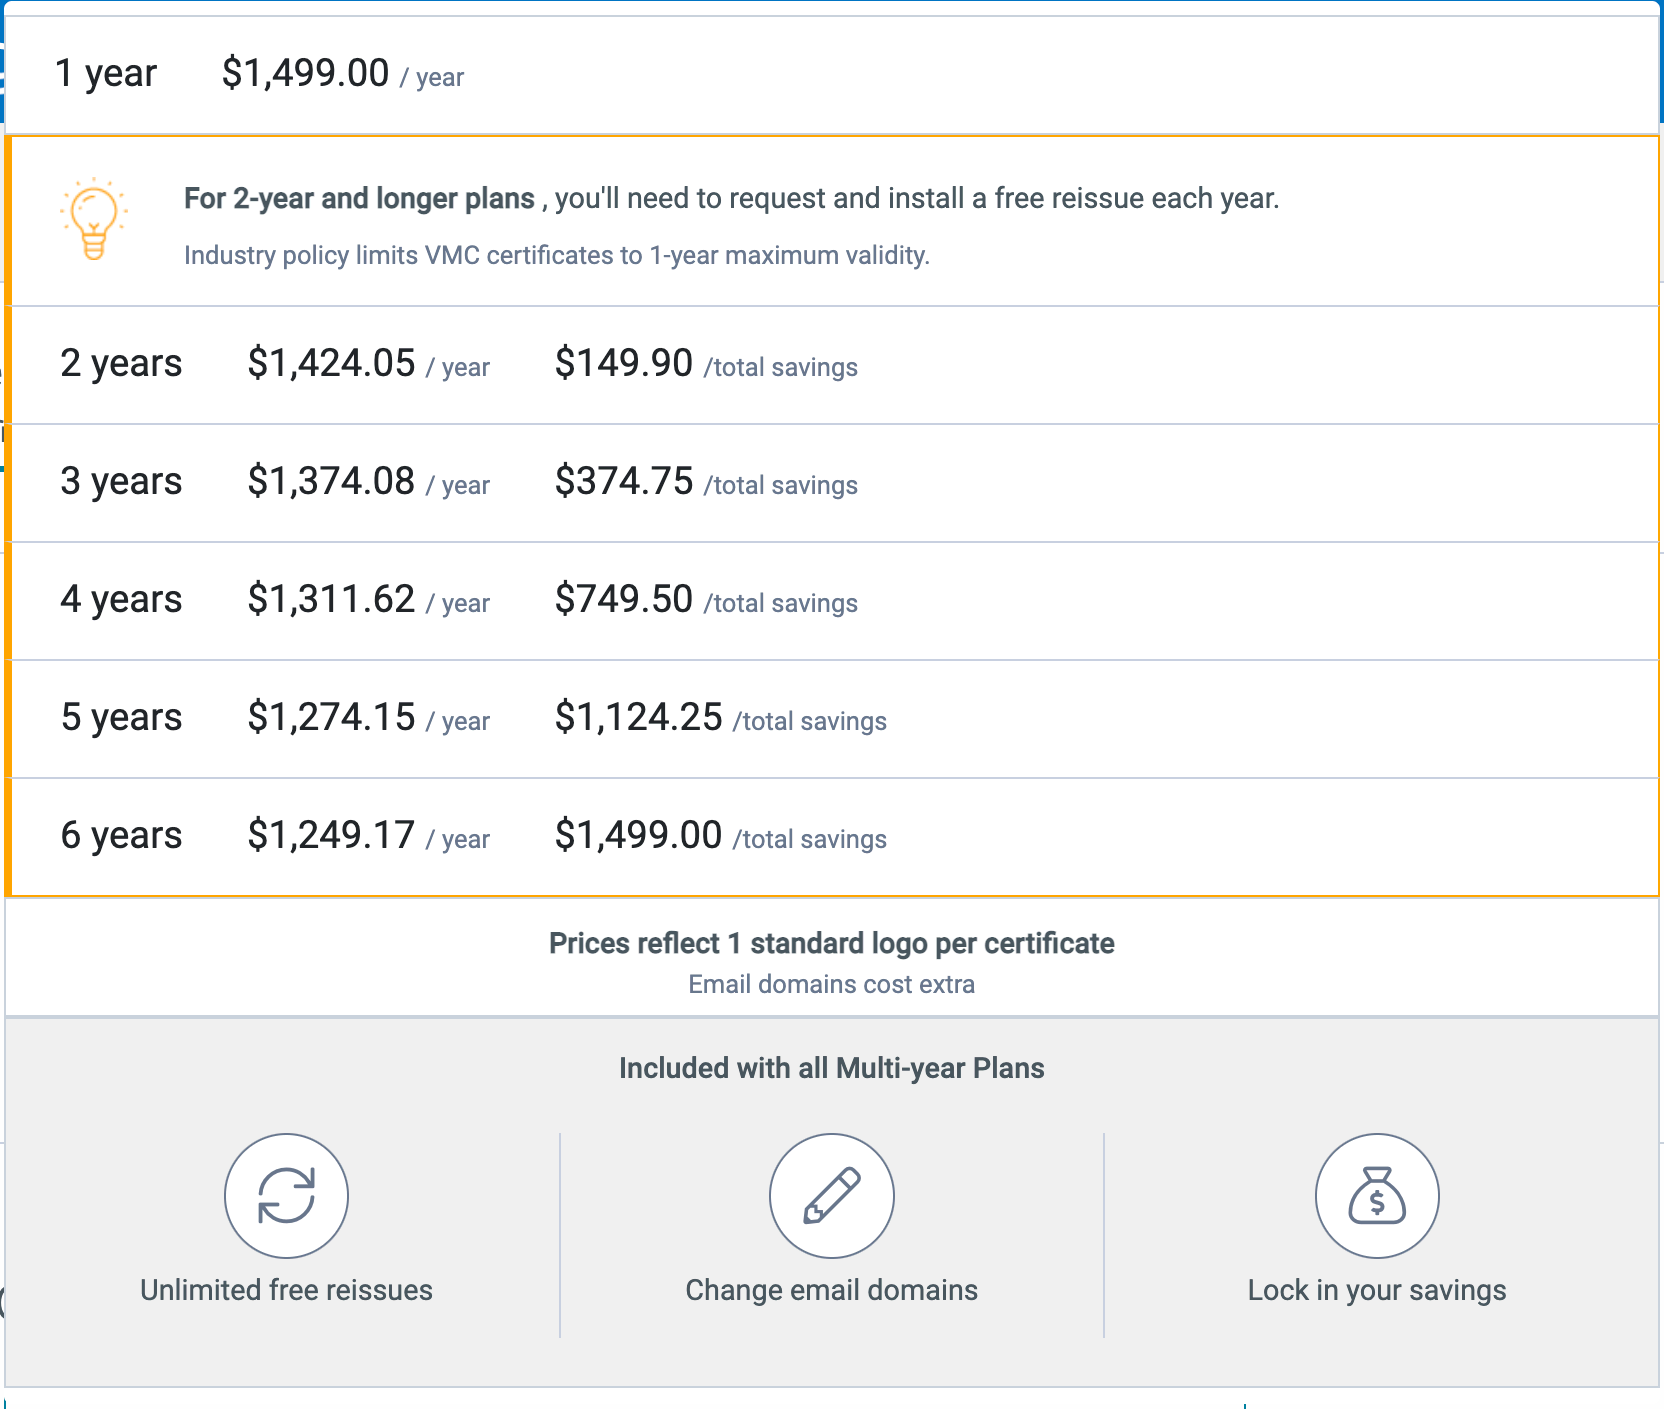 1 year $1,499.00 / year
For 2-year and longer plans , you'll need to request and install a free reissue each year.
Industry policy limits VMC certificates to 1-year maximum validity.
2 years $1,424.05 / year $149.90 /total savings
3 years $1,374.08 / year $374.75 /total savings
4 years $1,311.62 / year $749.50 /total savings
5 years $1,274.15 / year $1,124.25 /total savings
6 years $1,249.17 / year $1,499.00 /total savings
Prices reflect 1 standard logo per certificate
Email domains cost extra
Included with all Multi-year Plans
Unlimited free reissues
Change email domains
Lock in your savings